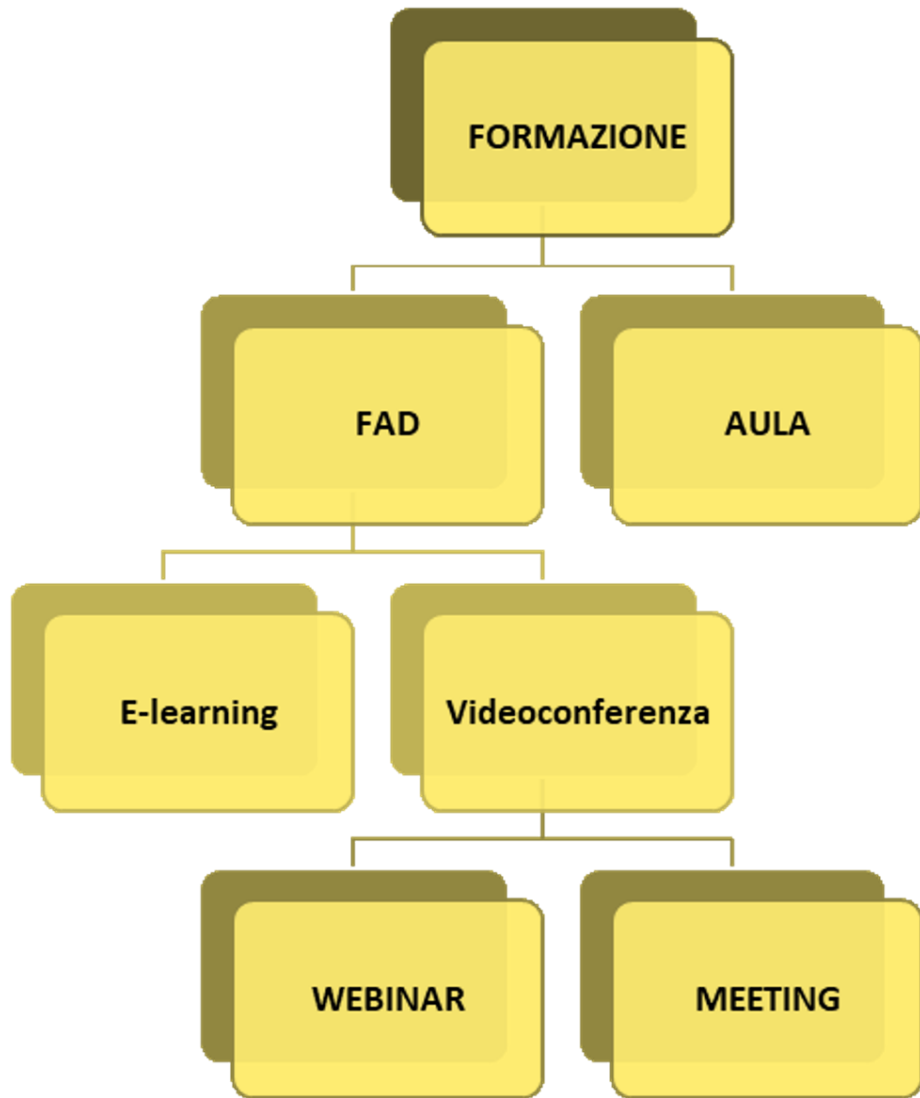 FORMAZIONE
FAD
AULA
E-learning
Videoconferenza
WEBINAR
MEETING